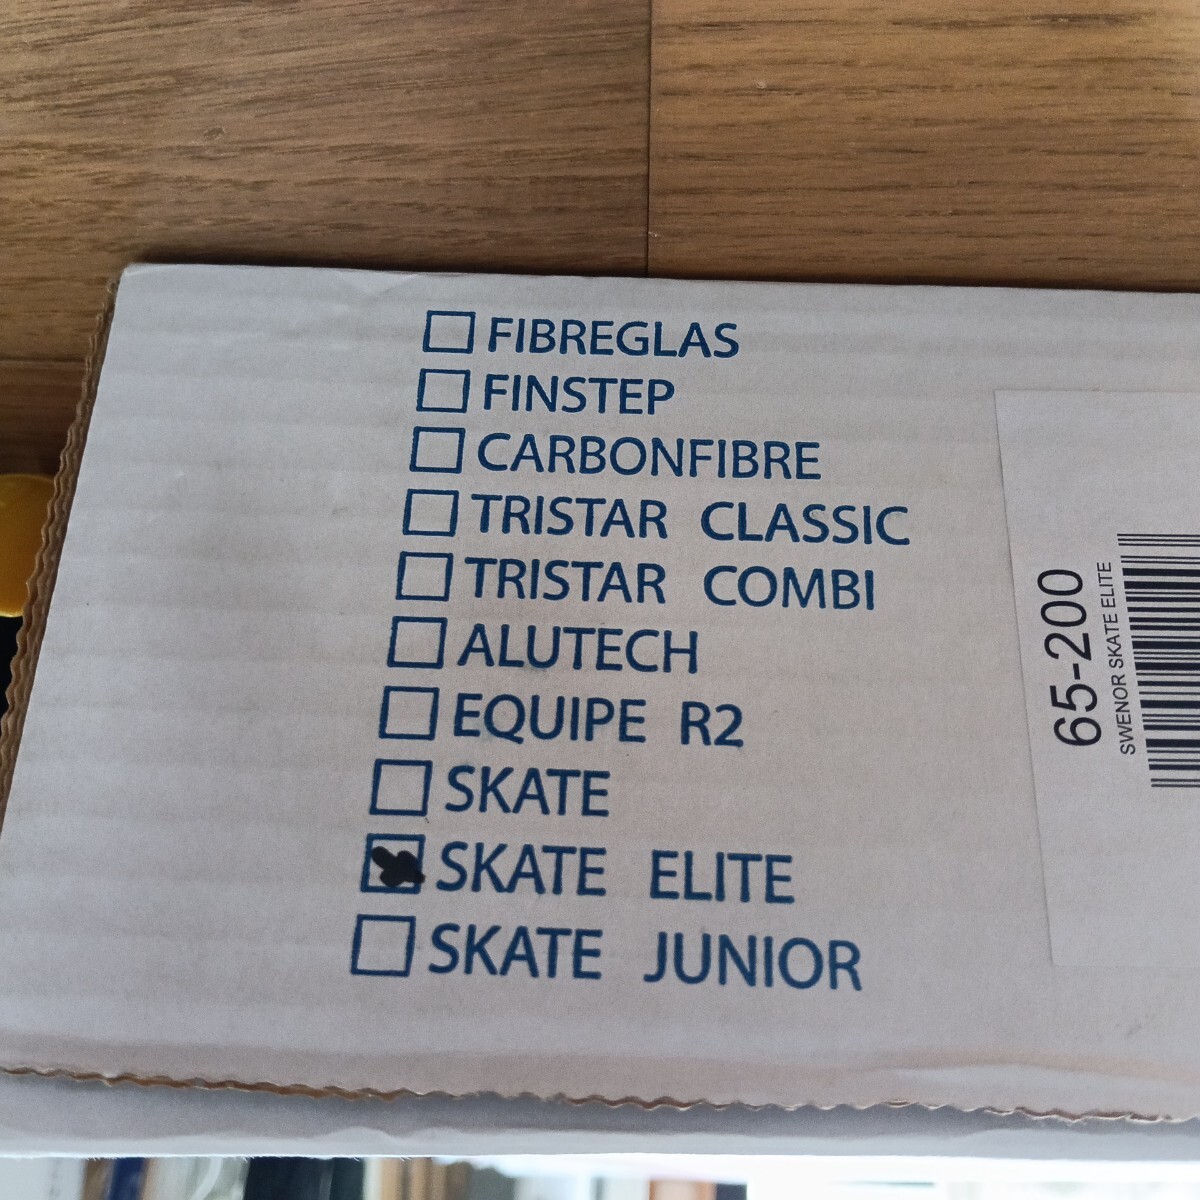 FIBREGLAS
FINSTEP
CARBONFIBRE
TRISTAR CLASSIC
TRISTAR COMBI
ALUTECH
EQUIPE R2
SKATE
SKATE ELITE
SKATE JUNIOR
65-200
SWENOR SKATE ELITE